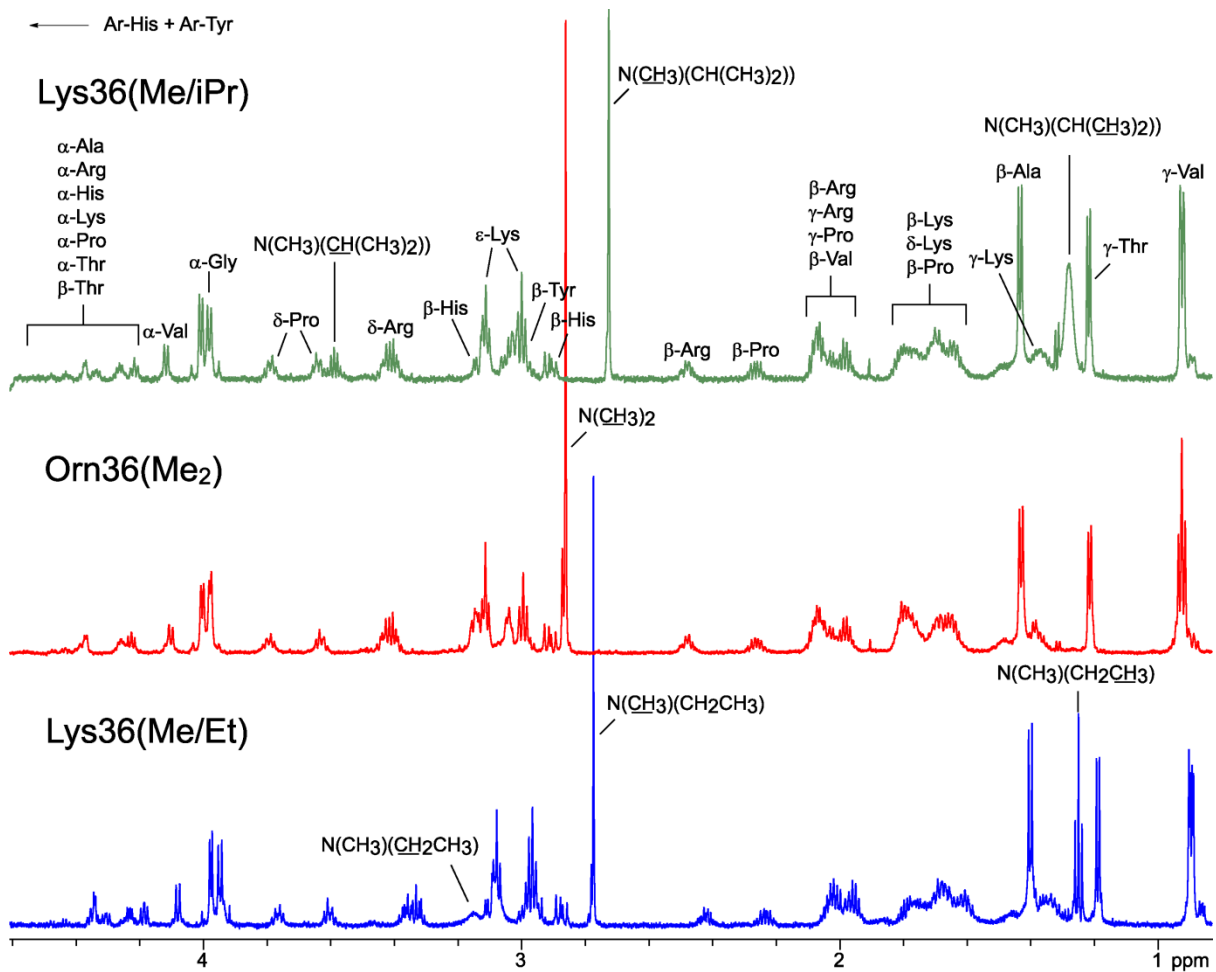 Ar-His + Ar-Tyr
Lys36(Me/iPr)
N(CH3)(CH(CH3)2))
N(CH3)(CH(CH3)2))
α-Ala
α-Arg
α-His
α-Lys
α-Pro
α-Thr
β-Thr
α-Val
α-Gly
N(CH3)(CH(CH3)2))
δ-Pro
δ-Arg
ε-Lys
β-His
β-Tyr
β-His
β-Arg
β-Pro
β-Arg
γ-Arg
γ-Pro
β-Val
β-Lys
δ-Lys
β-Pro
γ-Lys
β-Ala
γ-Thr
γ-Val
Orn36(Me2)
N(CH3)2
Lys36(Me/Et)
N(CH3)(CH2CH3)
N(CH3)(CH2CH3)
N(CH3)(CH2CH3)
4 3 2 1 ppm